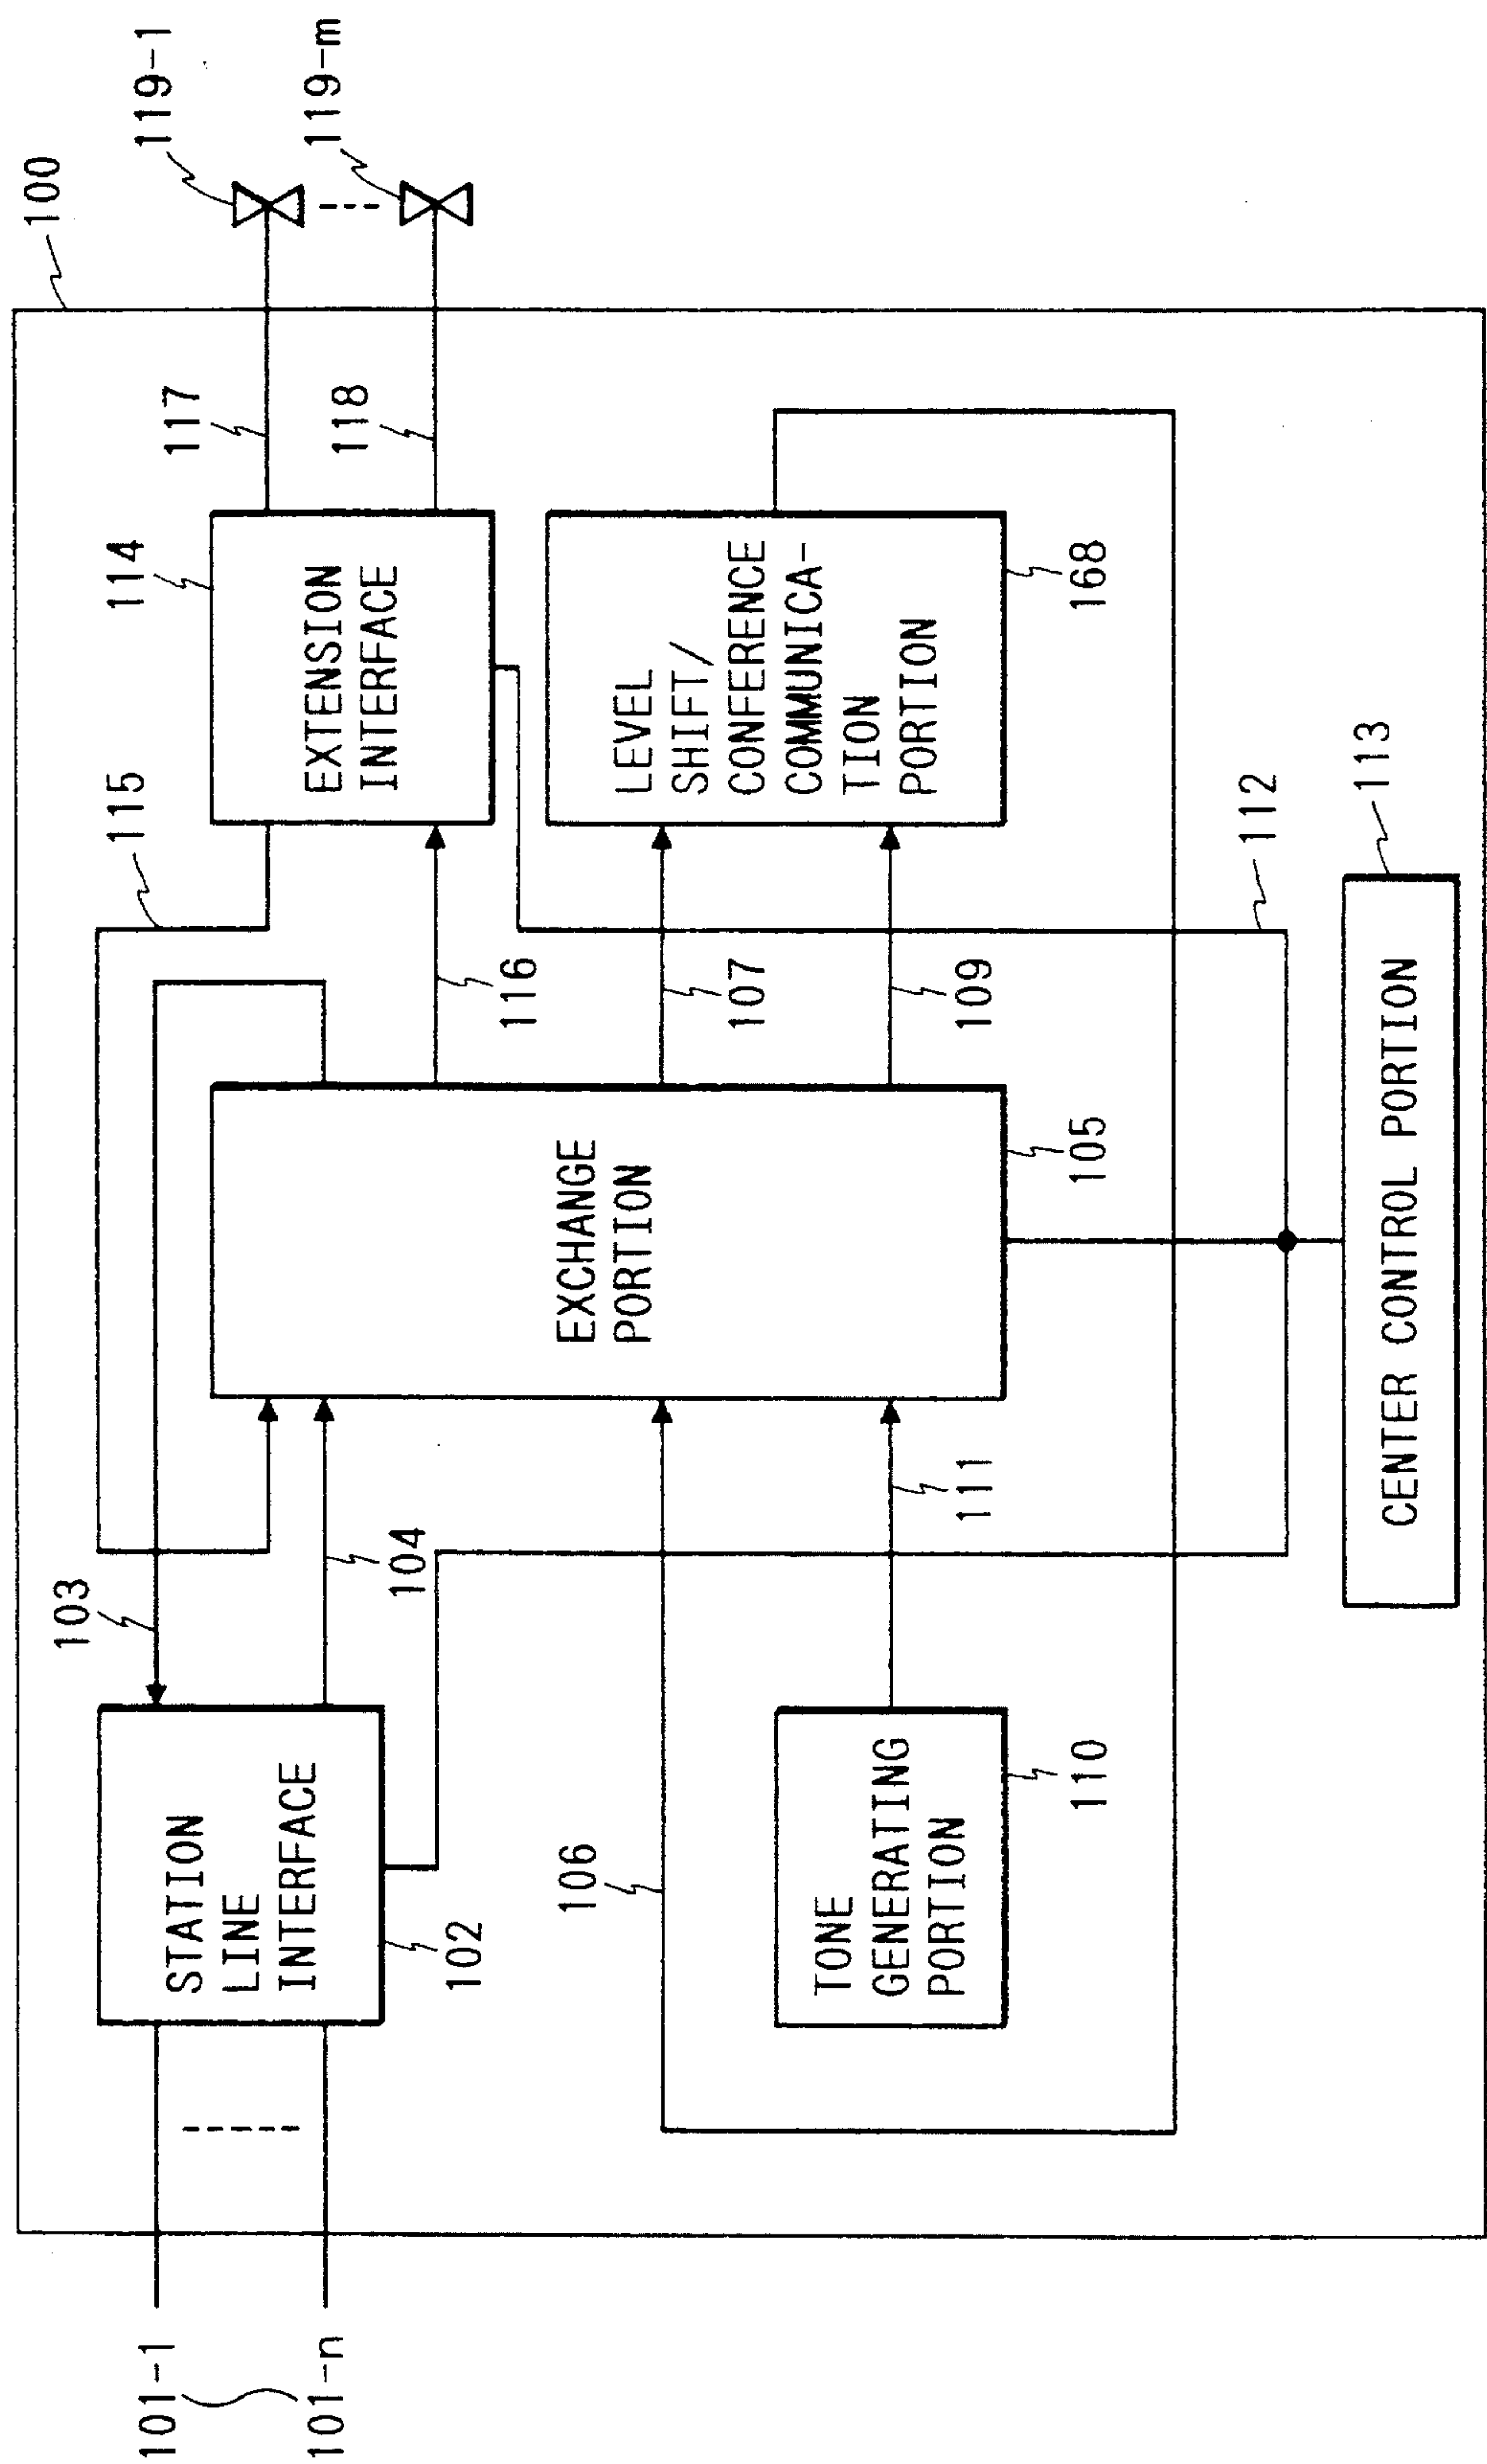 100
119-1
119-m
117
118
114
EXTENSION
INTERFACE
115
116
LEVEL
SHIFT/
CONFERENCE
COMMUNICA-
TION
PORTION
168
107
109
112
103
104
EXCHANGE
PORTION
105
111
113
CENTER CONTROL PORTION
STATION
LINE
INTERFACE
102
106
TONE
GENERATING
PORTION
110
101-1
101-n